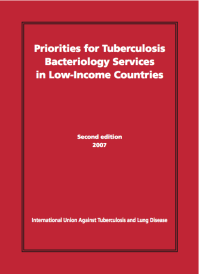 Priorities for Tuberculosis
Bacteriology Services
in Low-Income Countries
Second edition
2007
International Union Against Tuberculosis and Lung Disease